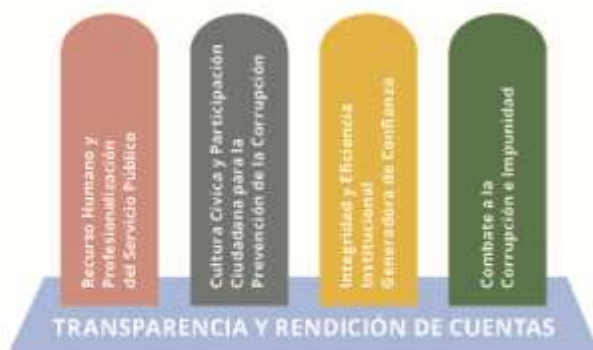 Recurso Humano y
Profesionalización
del Servicio Público
Cultura Cívica y Participación
Ciudadana para la
Prevención de la Corrupción
Integridad y Eficiencia
Institucional
Generadora de Confianza
Combate a la
Corrupción e Impunidad
TRANSPARENCIA Y RENDICIÓN DE CUENTAS